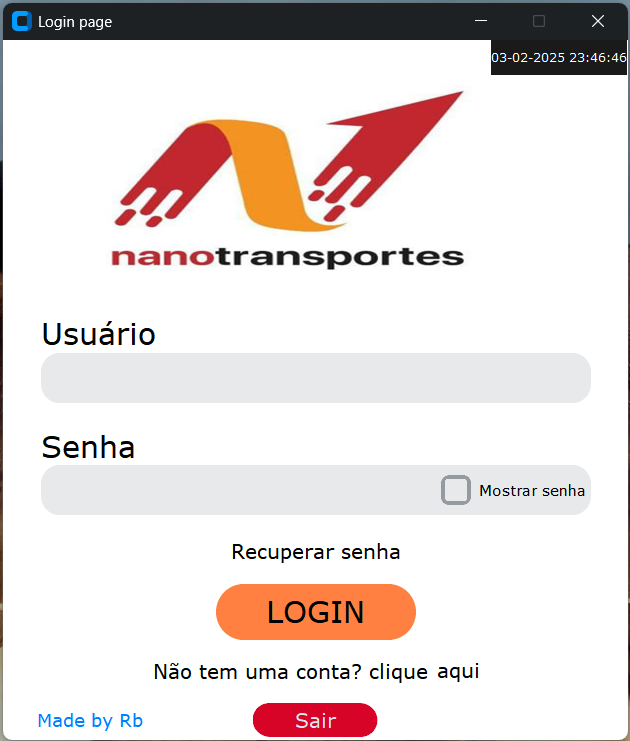 Login page
03-02-2025 23:46:46
nanotransportes
Usuário
Senha
Mostrar senha
Recuperar senha
LOGIN
Não tem uma conta? clique aqui
Made by Rb
Sair